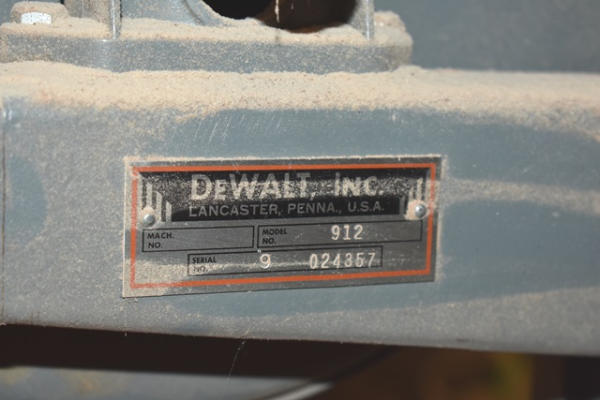 DEWALT, INC.
LANCASTER, PENNA., U.S.A.
MACH. NO.
MODEL NO. 912
SERIAL NO. 9 024357